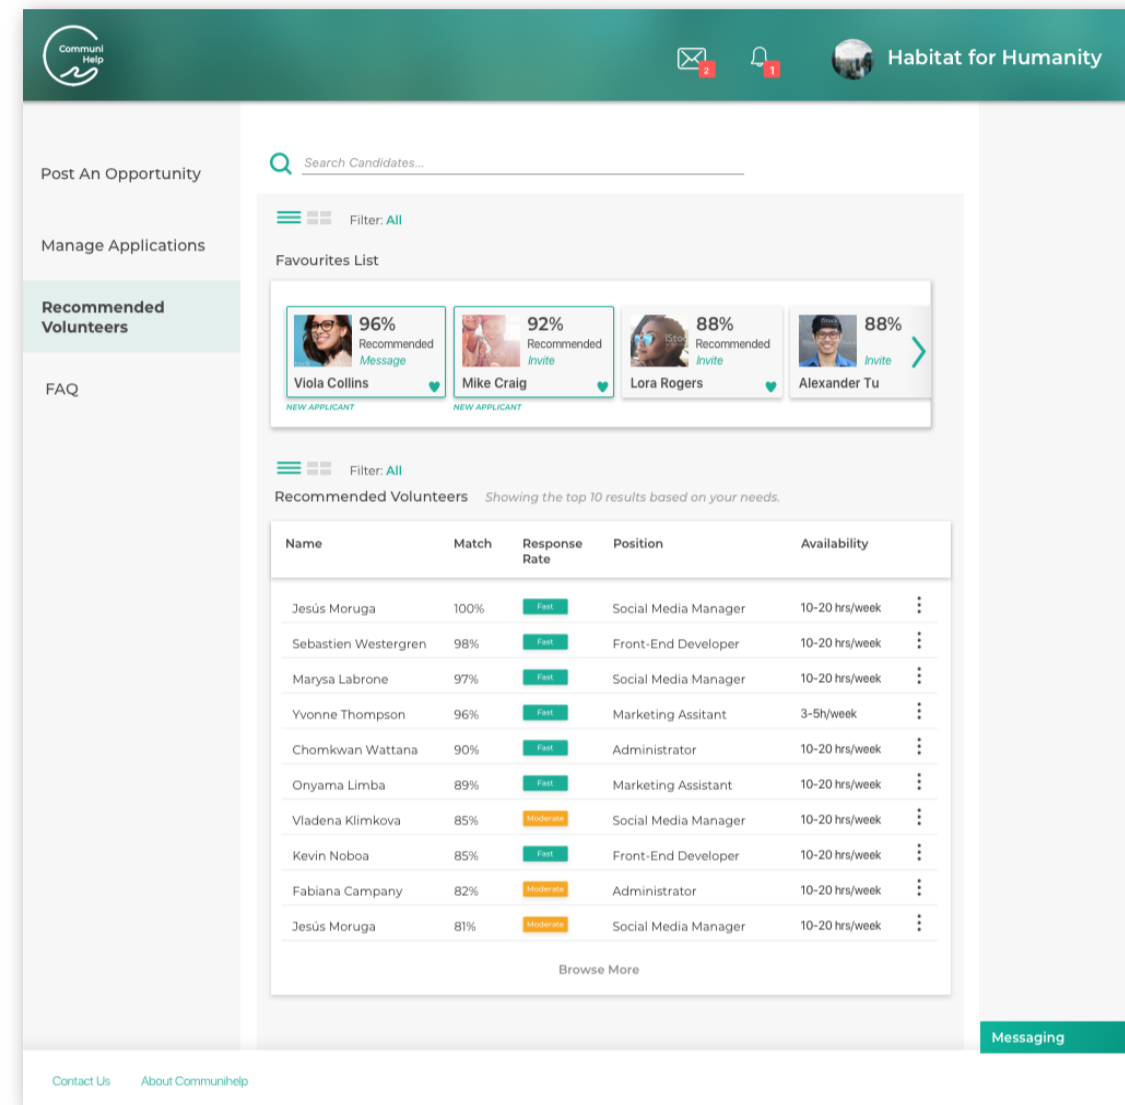 Communi
Help
2
1
Habitat for Humanity
Post An Opportunity
Manage Applications
Recommended
Volunteers
FAQ
Search Candidates...
Filter: All
Favourites List
96%
Recommended
Message
Viola Collins
NEW APPLICANT
iStock
92%
Recommended
Invite
Mike Craig
NEW APPLICANT
iStock
88%
Recommended
Invite
Lora Rogers
88%
Invite
Alexander Tu
Filter: All
Recommended Volunteers Showing the top 10 results based on your needs.
Name Match Response Rate Position Availability
Jesús Moruga 100% Fast Social Media Manager 10-20 hrs/week
Sebastien Westergren 98% Fast Front-End Developer 10-20 hrs/week
Marysa Labrone 97% Fast Social Media Manager 10-20 hrs/week
Yvonne Thompson 96% Fast Marketing Assitant 3-5h/week
Chomkwan Wattana 90% Fast Administrator 10-20 hrs/week
Onyama Limba 89% Fast Marketing Assistant 10-20 hrs/week
Vladena Klimkova 85% Moderate Social Media Manager 10-20 hrs/week
Kevin Noboa 85% Fast Front-End Developer 10-20 hrs/week
Fabiana Campany 82% Moderate Administrator 10-20 hrs/week
Jesús Moruga 81% Moderate Social Media Manager 10-20 hrs/week
Browse More
Messaging
Contact Us About Communihelp